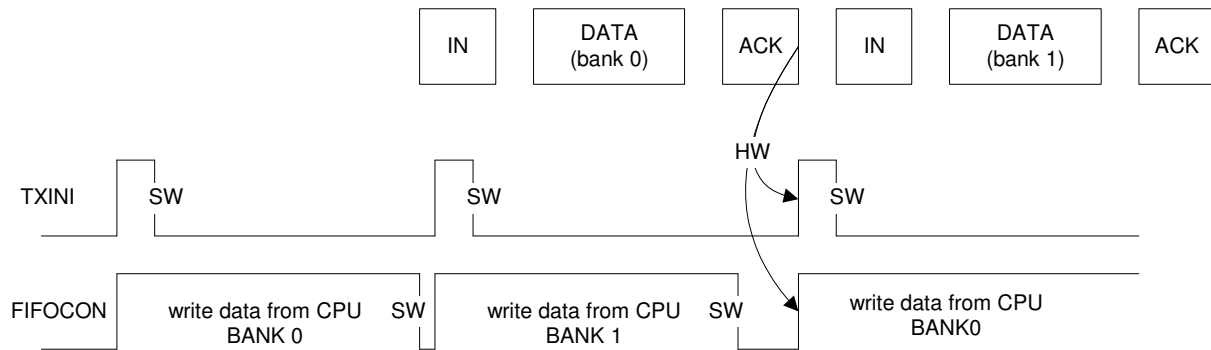 IN DATA ACK IN DATA ACK
(bank 0) (bank 1)
HW
TXINI SW SW SW
FIFOCON write data from CPU SW write data from CPU SW write data from CPU
BANK 0 BANK 1 BANK0